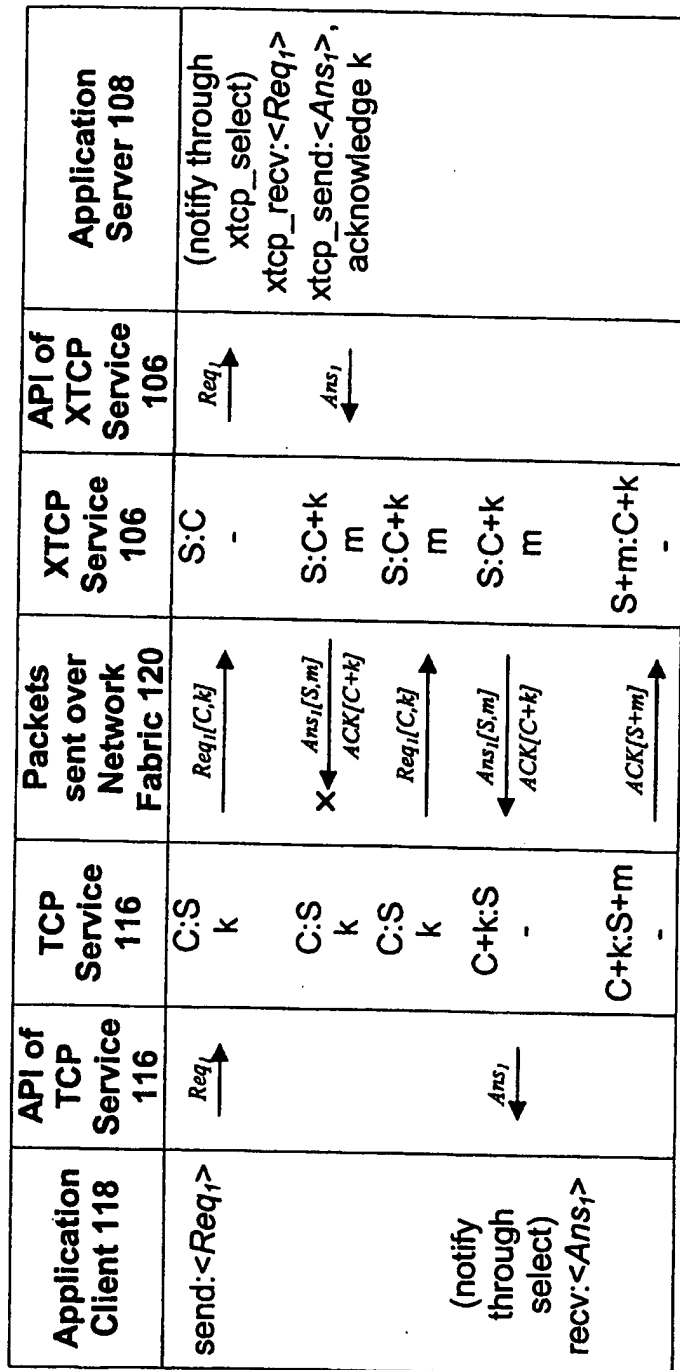 Application
Client 118
API of
TCP
Service
116
TCP
Service
116
Packets
sent over
Network
Fabric 120
XTCP
Service
106
API of
XTCP
Service
106
Application
Server 108
send:<Req₁>
Req₁
C:S
k
Req₁[C,k]
S:C
-
Req₁
(notify through
xtcp_select)
xtcp_recv:<Req₁>
xtcp_send:<Ans₁>,
acknowledge k
C:S
k
×
Ans₁[S,m]
ACK[C+k]
S:C+k
m
Ans₁
C:S
k
Req₁[C,k]
S:C+k
m
(notify
through
select)
recv:<Ans₁>
Ans₁
C+k:S
-
Ans₁[S,m]
ACK[C+k]
S:C+k
m
C+k:S+m
-
ACK[S+m]
S+m:C+k
-